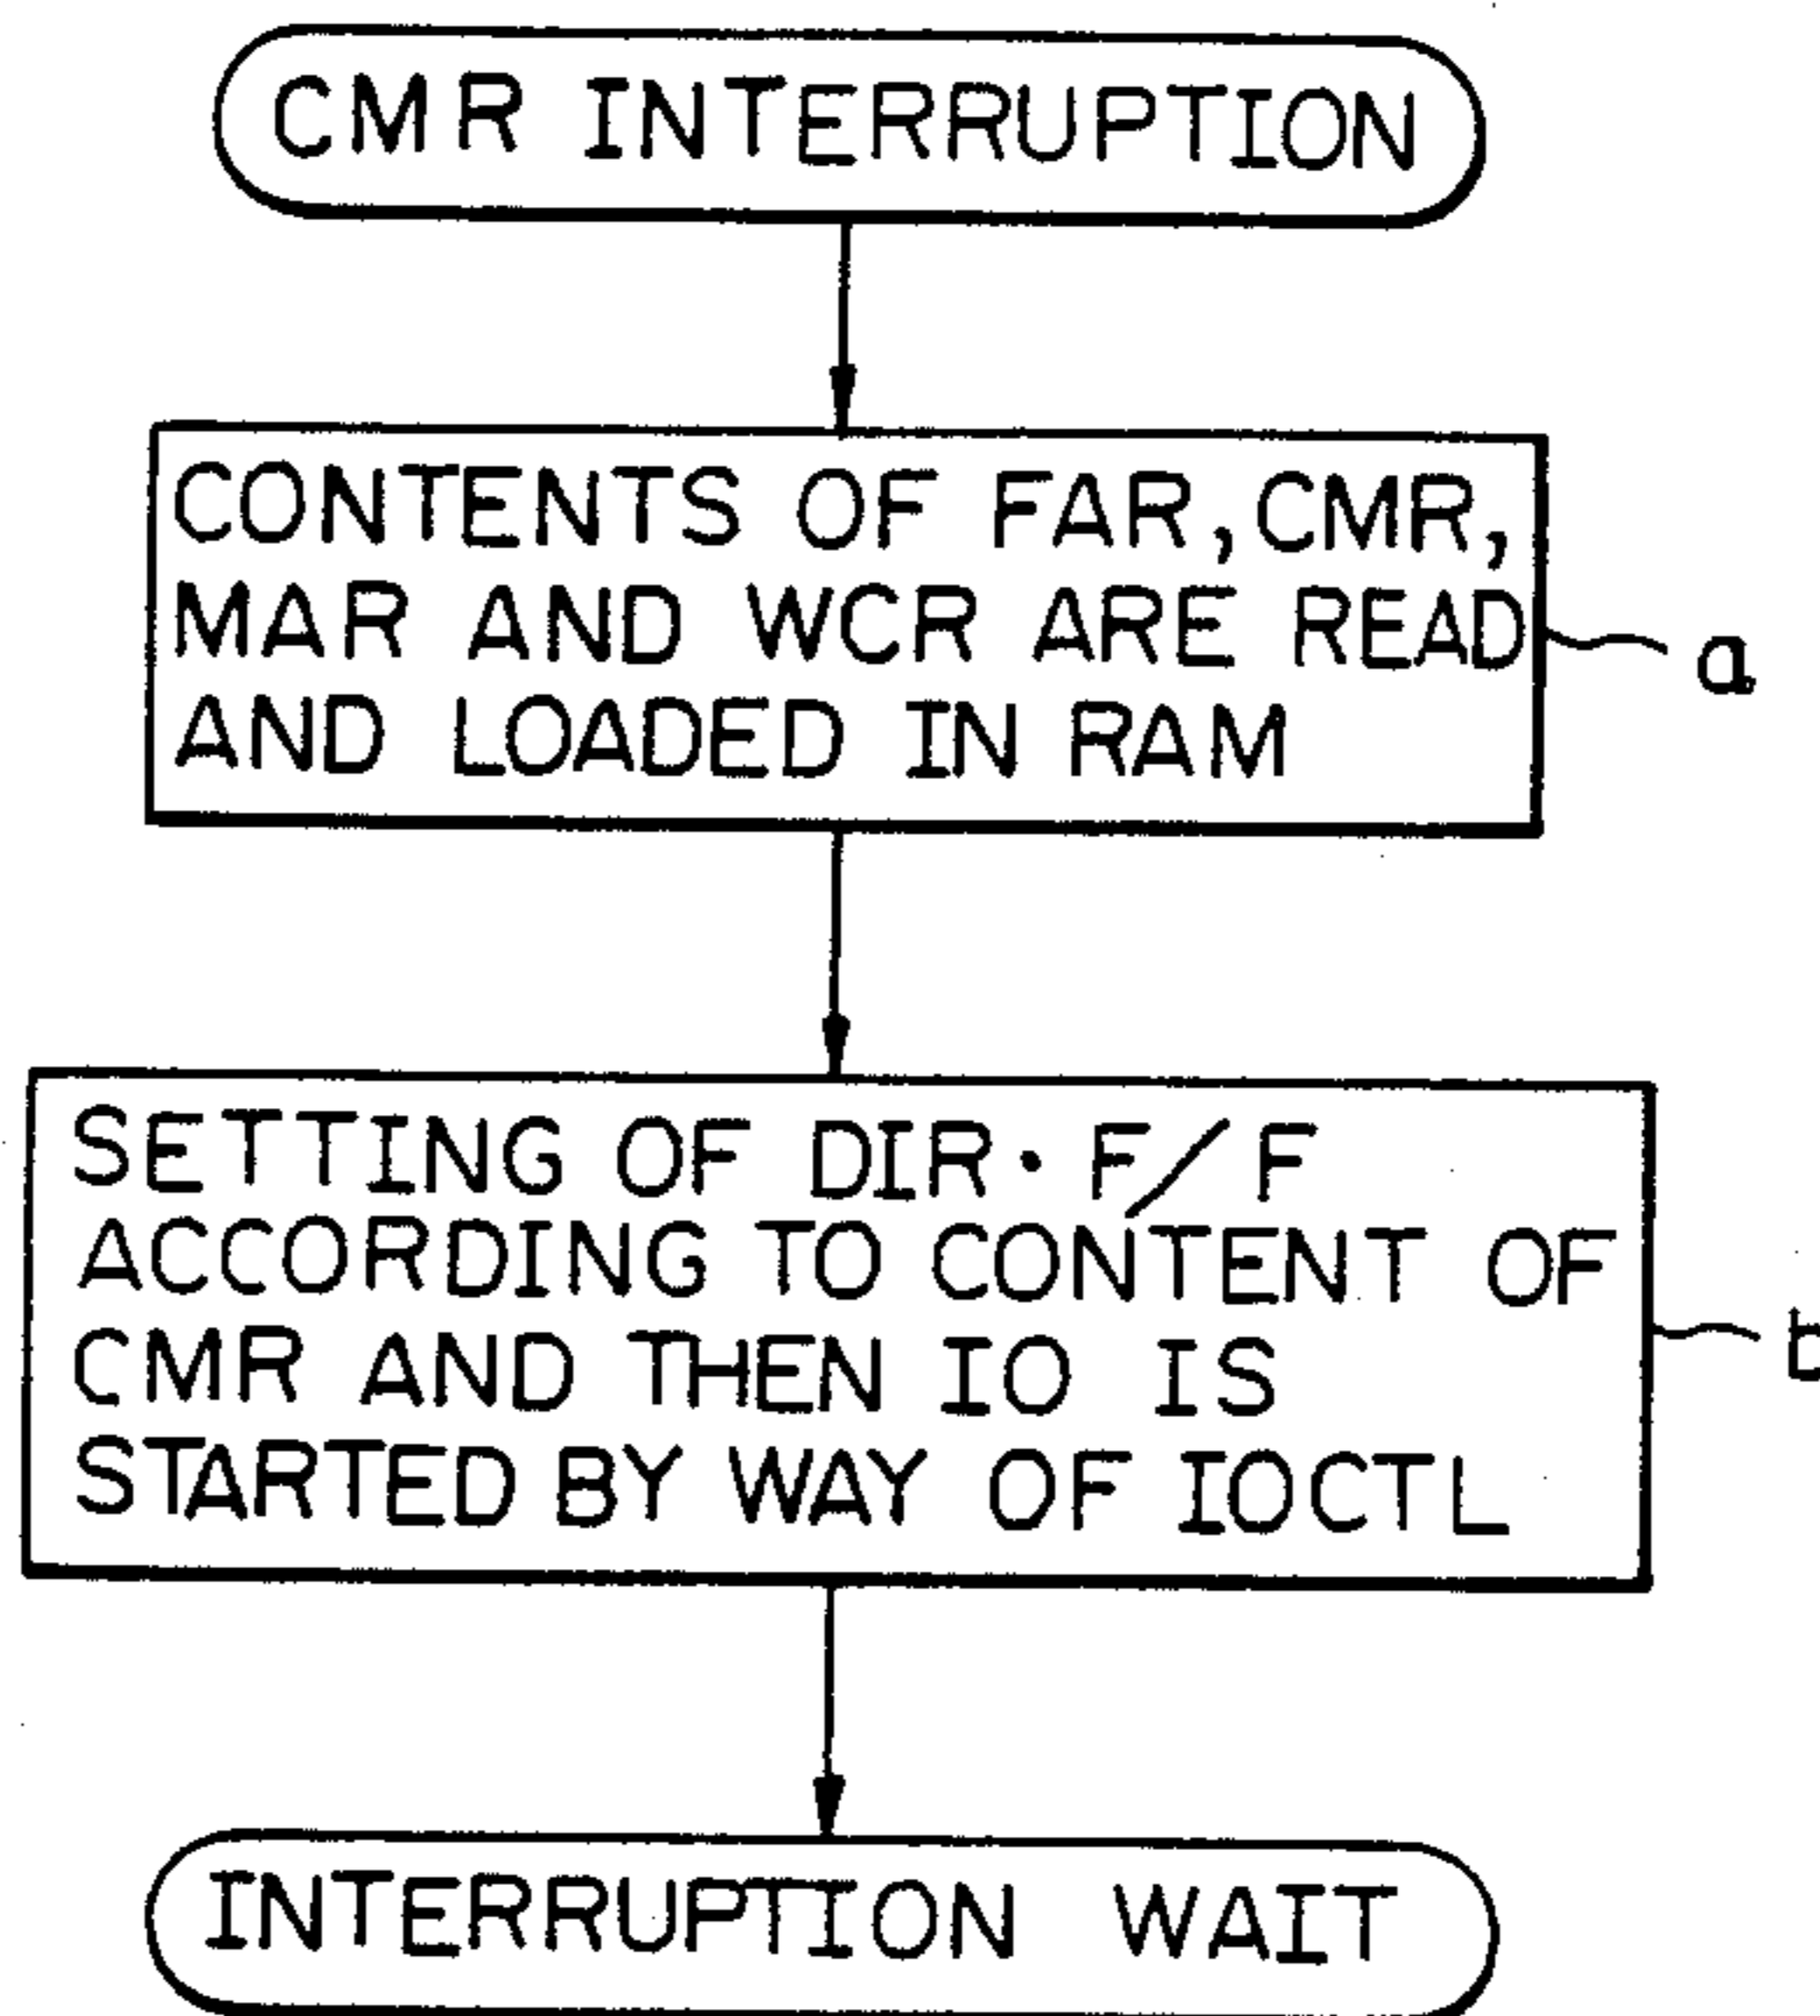 CMR INTERRUPTION
CONTENTS OF FAR, CMR,
MAR AND WCR ARE READ
AND LOADED IN RAM
a
SETTING OF DIR· F/F
ACCORDING TO CONTENT OF
CMR AND THEN IO IS
STARTED BY WAY OF IOCTL
b
INTERRUPTION WAIT